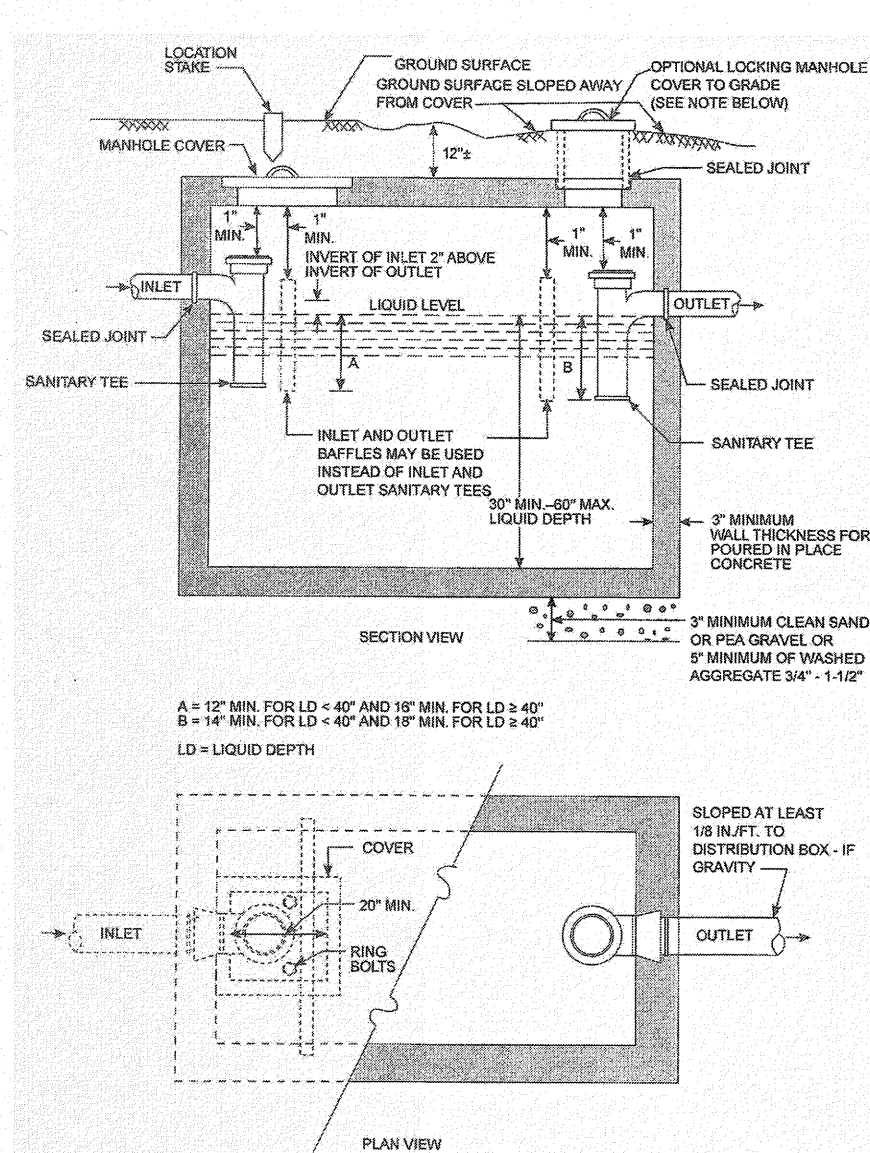 LOCATION
STAKE
GROUND SURFACE
GROUND SURFACE SLOPED AWAY
FROM COVER
OPTIONAL LOCKING MANHOLE
COVER TO GRADE
(SEE NOTE BELOW)
MANHOLE COVER
12"±
SEALED JOINT
1"
MIN.
1"
MIN.
1"
MIN.
1"
MIN.
INVERT OF INLET 2" ABOVE
INVERT OF OUTLET
INLET
LIQUID LEVEL
OUTLET
SEALED JOINT
A
B
SANITARY TEE
SEALED JOINT
INLET AND OUTLET
BAFFLES MAY BE USED
INSTEAD OF INLET AND
OUTLET SANITARY TEES
SANITARY TEE
30" MIN.–60" MAX.
LIQUID DEPTH
3" MINIMUM
WALL THICKNESS FOR
POURED IN PLACE
CONCRETE
SECTION VIEW
3" MINIMUM CLEAN SAND
OR PEA GRAVEL OR
5" MINIMUM OF WASHED
AGGREGATE 3/4" - 1-1/2"
A = 12" MIN. FOR LD < 40" AND 16" MIN. FOR LD ≥ 40"
B = 14" MIN. FOR LD < 40" AND 18" MIN. FOR LD ≥ 40"
LD = LIQUID DEPTH
SLOPED AT LEAST
1/8 IN./FT. TO
DISTRIBUTION BOX - IF
GRAVITY
COVER
20" MIN.
INLET
OUTLET
RING
BOLTS
PLAN VIEW